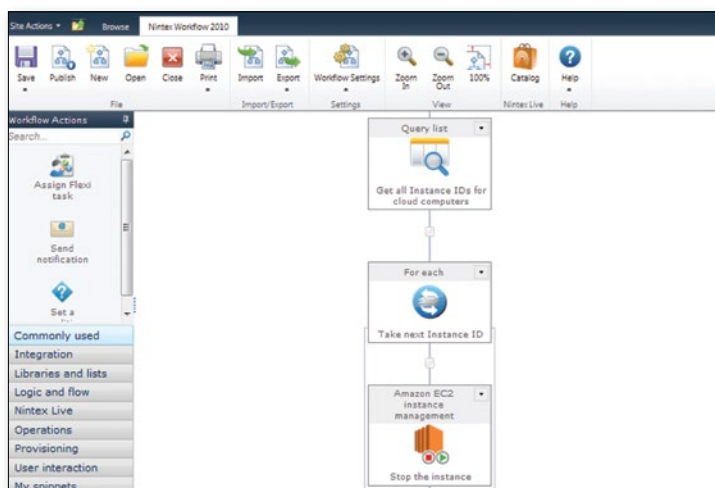 Site Actions
Browse
Nintex Workflow 2010
Save
Publish
New
Open
Close
Print
Import
Export
Workflow Settings
Zoom
In
Zoom
Out
100%
Catalog
Help
File
Import/Export
Settings
View
Nintex Live
Help
Workflow Actions
Search...
Assign Flexi
task
Send
notification
Set a
Commonly used
Integration
Libraries and lists
Logic and flow
Nintex Live
Operations
Provisioning
User interaction
My snippets
Query list
Get all Instance IDs for
cloud computers
For each
Take next Instance ID
Amazon EC2
instance
management
Stop the instance